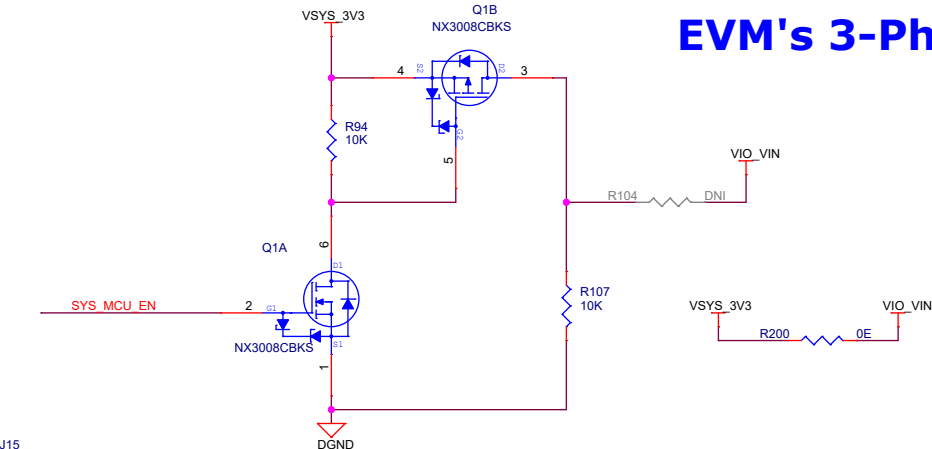 Q1B
VSYS_3V3
NX3008CBKS
EVM's 3-Ph
4
S2
D2
3
R94
10K
G2
5
VIO_VIN
R104
DNI
Q1A
6
D1
SYS_MCU_EN
2
G1
R107
10K
VSYS_3V3
VIO_VIN
R200
0E
NX3008CBKS
S1
1
J15
DGND